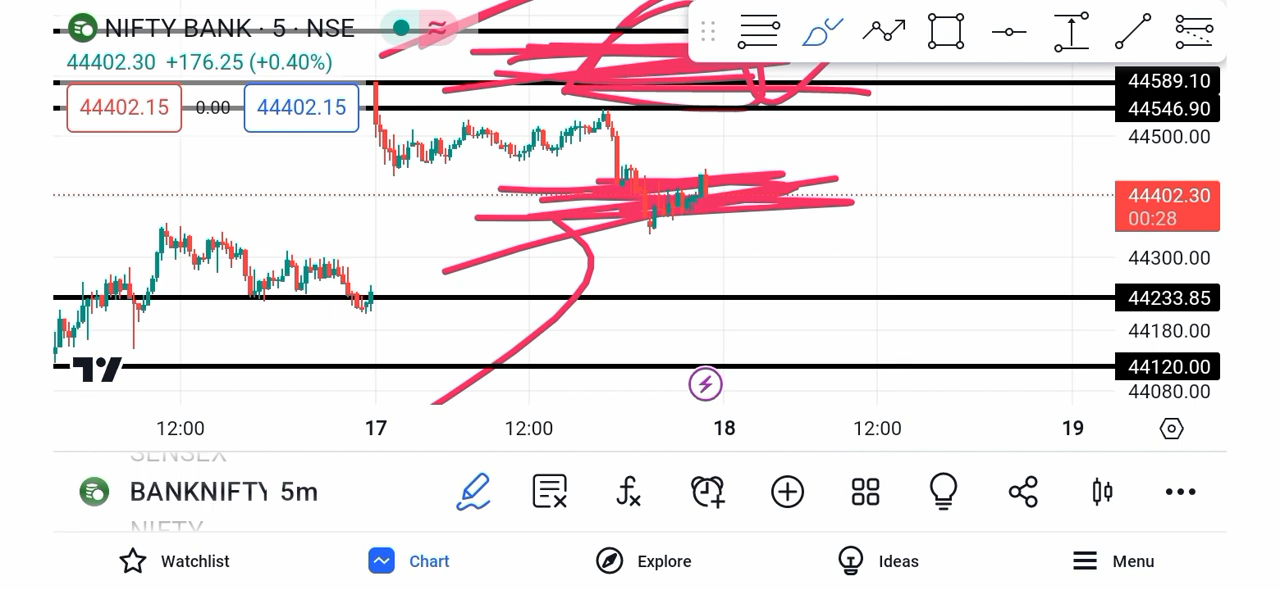 NIFTY BANK · 5 · NSE
44402.30 +176.25 (+0.40%)
44402.15 0.00 44402.15
44589.10
44546.90
44500.00
44402.30
00:28
44300.00
44233.85
44180.00
44120.00
44080.00
12:00 17 12:00 18 12:00 19
SENSEX
BANKNIFTY 5m
NIFTY
Watchlist Chart Explore Ideas Menu